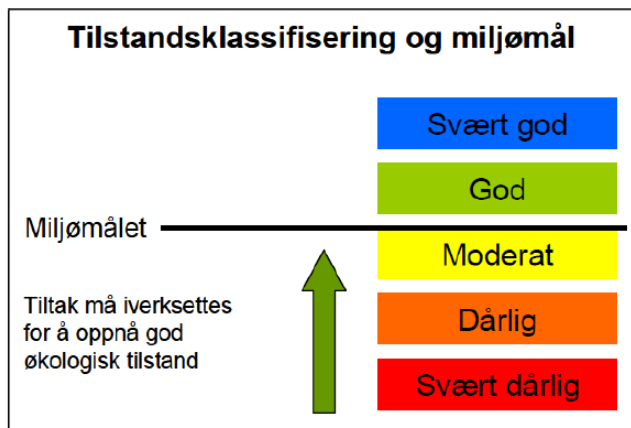 Tilstandsklassifisering og miljømål
Svært god
God
Miljømålet
Moderat
Tiltak må iverksettes
for å oppnå god
økologisk tilstand
Dårlig
Svært dårlig